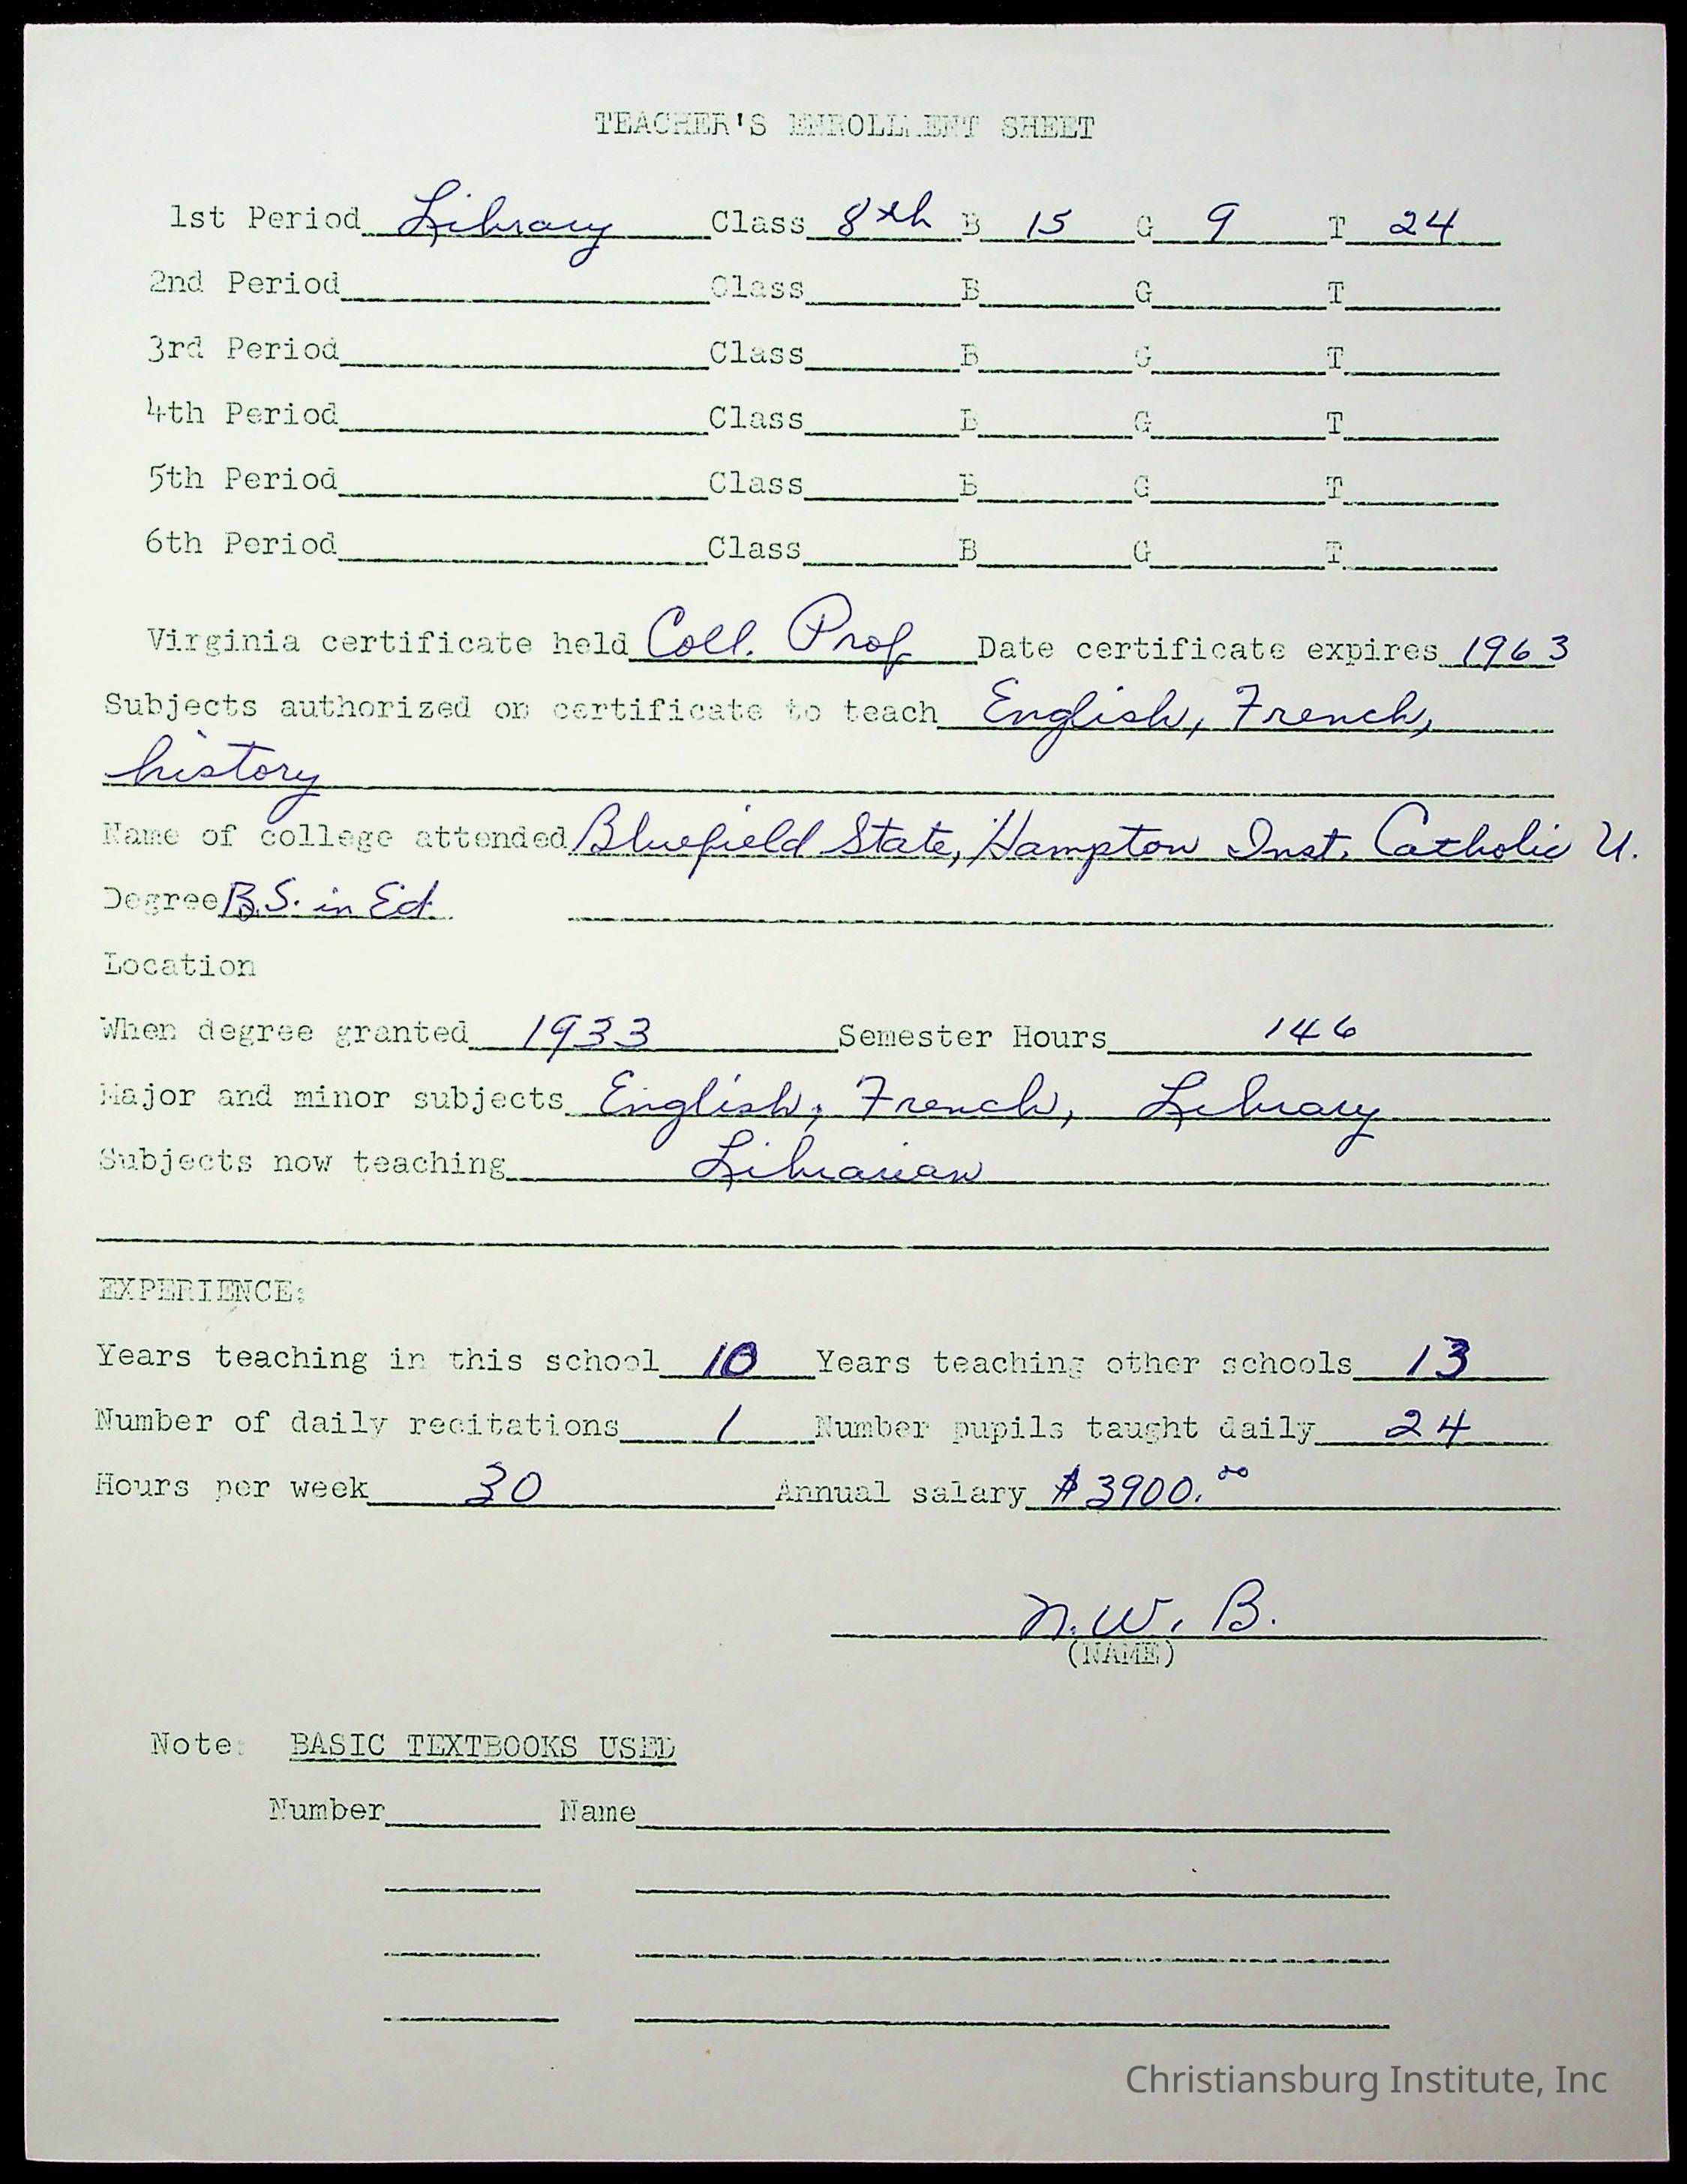 TEACHER'S ENROLLMENT SHEET
1st Period Library Class 8th B 15 G 9 T 24
2nd Period Class B G T
3rd Period Class B G T
4th Period Class B G T
5th Period Class B G T
6th Period Class B G T
Virginia certificate held Coll. Prof. Date certificate expires 1963
Subjects authorized on certificate to teach English, French,
history
Name of college attended Bluefield State, Hampton Inst. Catholic U.
Degree B.S. in Ed.
Location
When degree granted 1933 Semester Hours 146
Major and minor subjects English, French, Library
Subjects now teaching Librarian
EXPERIENCE:
Years teaching in this school 10 Years teaching other schools 13
Number of daily recitations 1 Number pupils taught daily 24
Hours per week 30 Annual salary $3900.00
N. W. B.
(NAME)
Note: BASIC TEXTBOOKS USED
Number Name
Christiansburg Institute, Inc